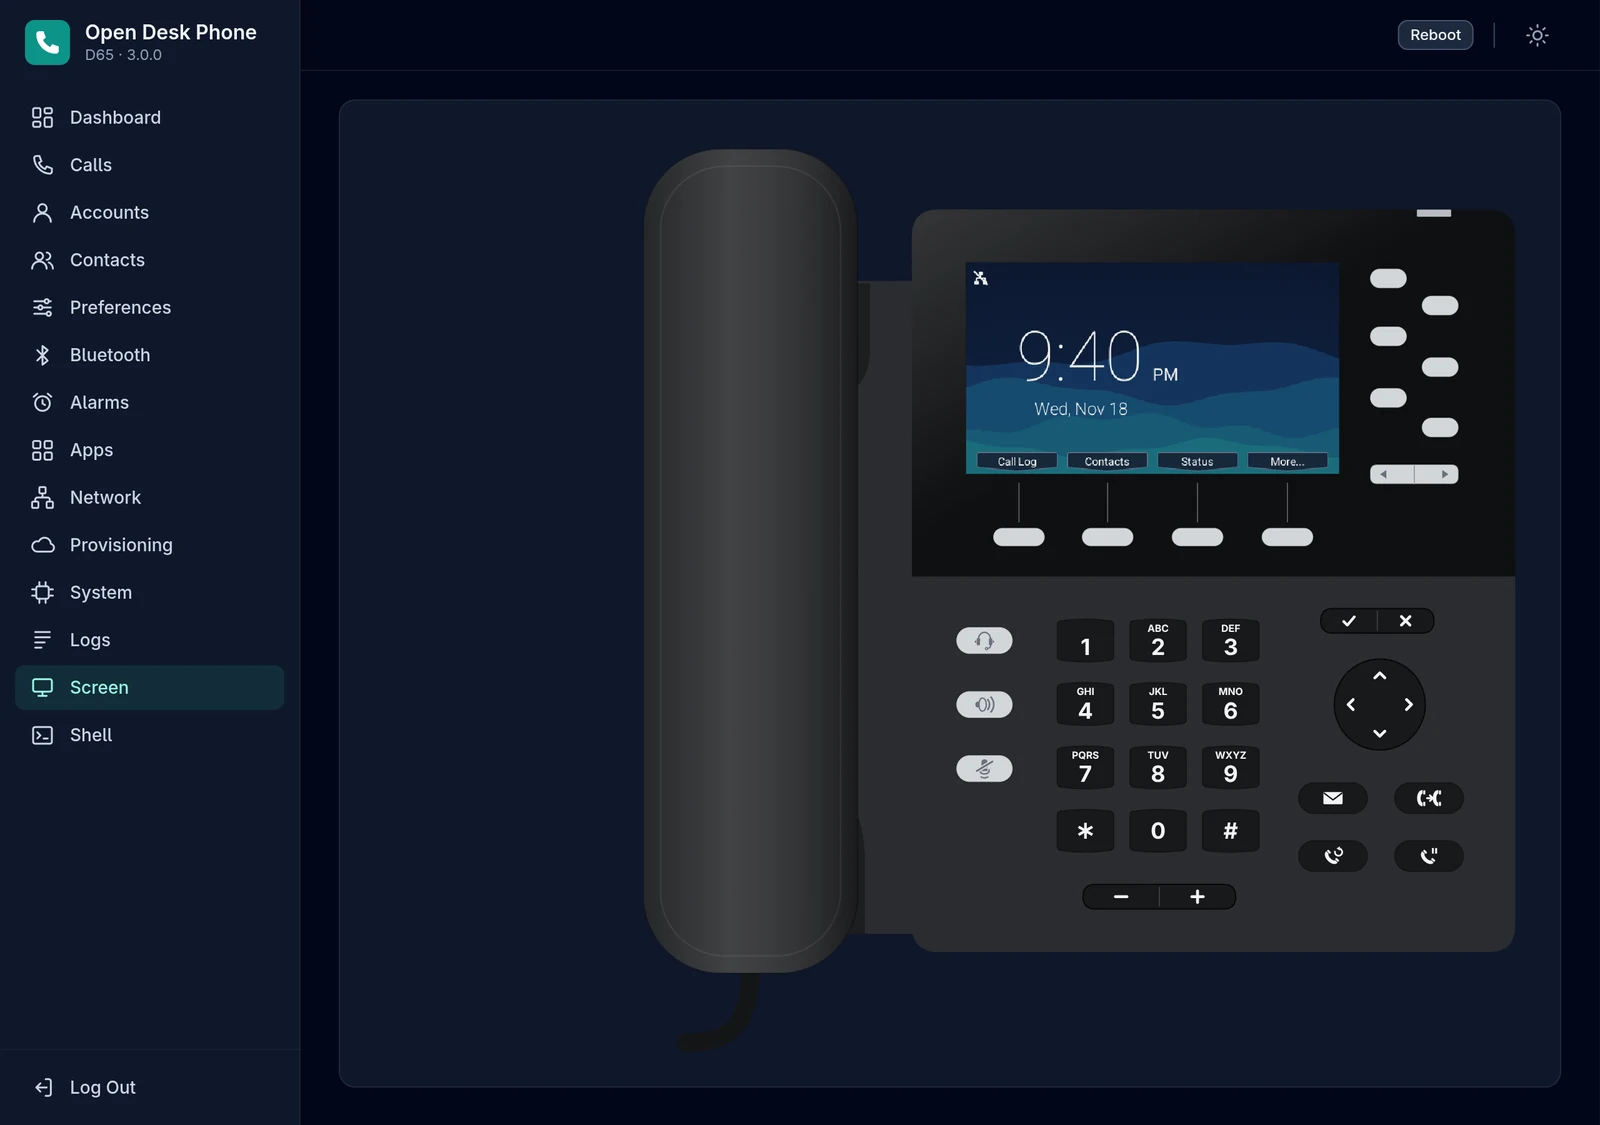 Open Desk Phone
D65 · 3.0.0
Reboot
Dashboard
Calls
Accounts
Contacts
Preferences
Bluetooth
Alarms
Apps
Network
Provisioning
System
Logs
Screen
Shell
Log Out
9:40 PM
Wed, Nov 18
Call Log Contacts Status More...
1 ABC 2 DEF 3
GHI 4 JKL 5 MNO 6
PQRS 7 TUV 8 WXYZ 9
* 0 #
− +